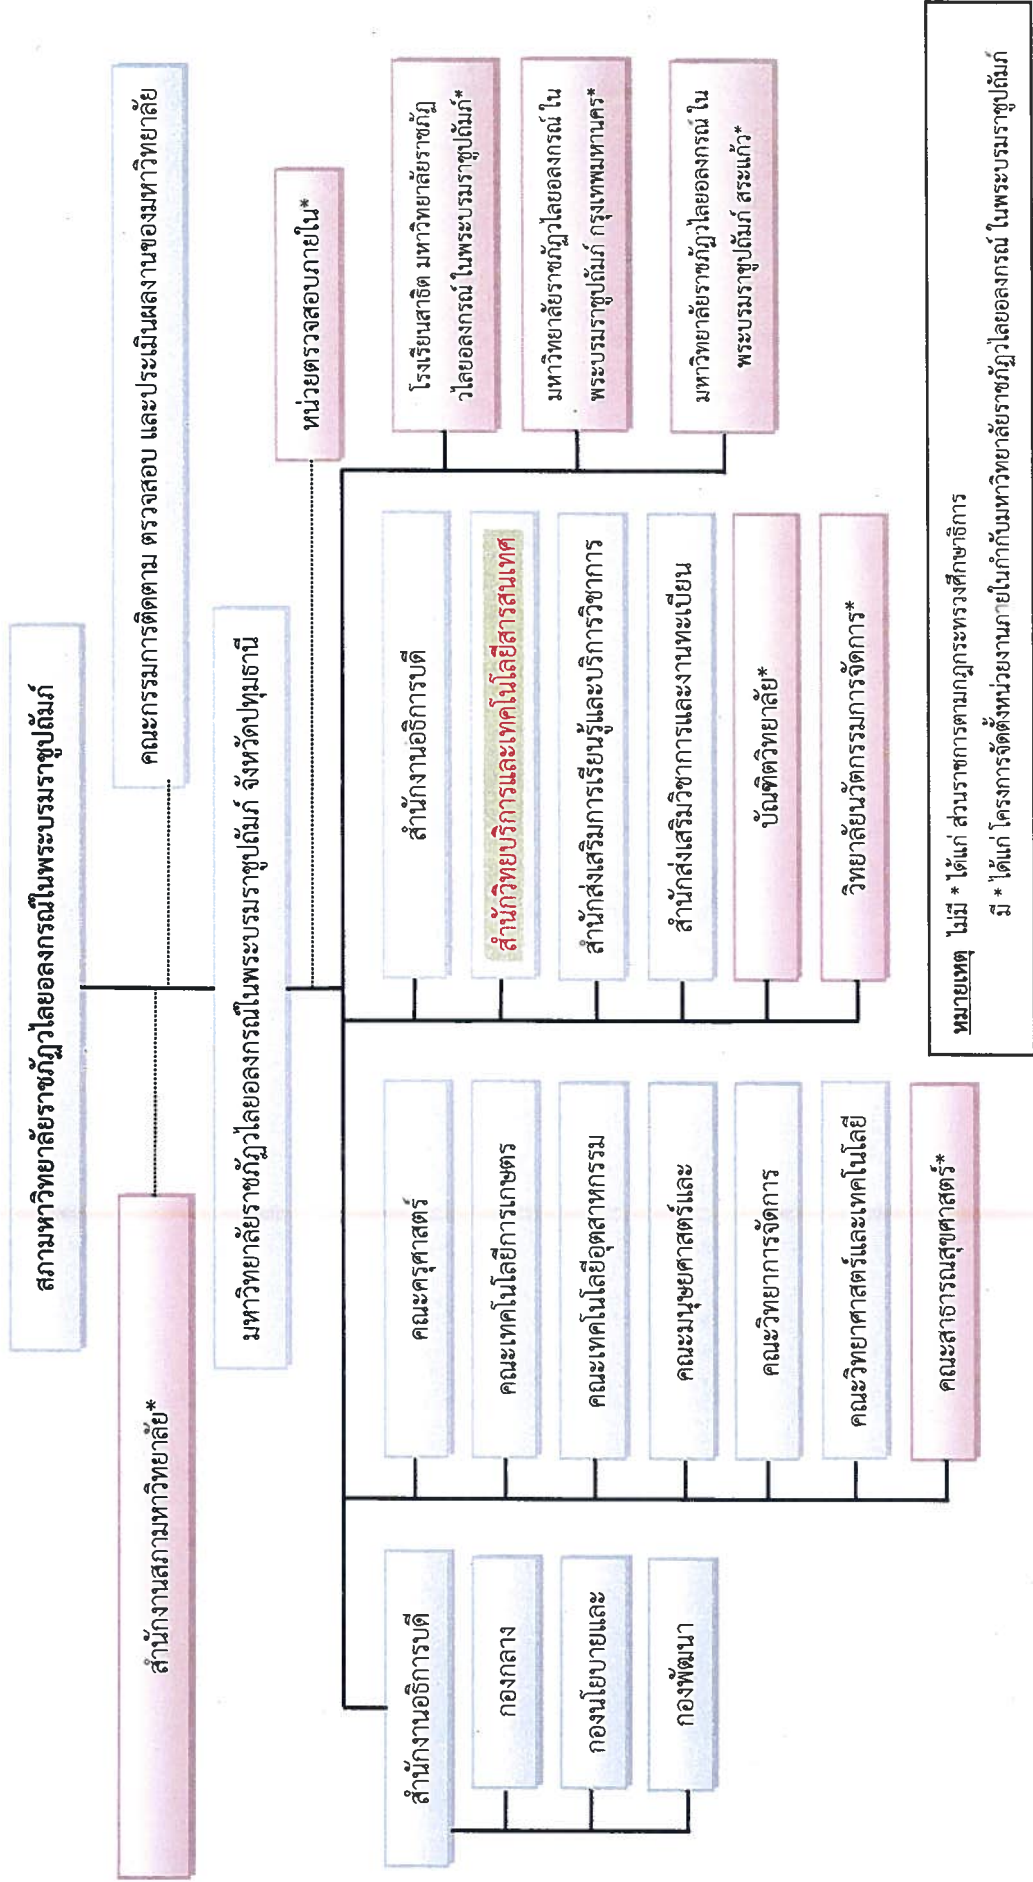 สภามหาวิทยาลัยราชภัฏวไลยอลงกรณ์ในพระบรมราชูปถัมภ์
สำนักงานสภามหาวิทยาลัย*
คณะกรรมการติดตาม ตรวจสอบ และประเมินผลงานของมหาวิทยาลัย
มหาวิทยาลัยราชภัฏวไลยอลงกรณ์ในพระบรมราชูปถัมภ์ จังหวัดปทุมธานี
หน่วยตรวจสอบภายใน*
สำนักงานอธิการบดี
กองกลาง
กองนโยบายและ
กองพัฒนา
คณะครุศาสตร์
คณะเทคโนโลยีการเกษตร
คณะเทคโนโลยีอุตสาหกรรม
คณะมนุษยศาสตร์และ
คณะวิทยาการจัดการ
คณะวิทยาศาสตร์และเทคโนโลยี
คณะสาธารณสุขศาสตร์*
สำนักงานอธิการบดี
สำนักวิทยบริการและเทคโนโลยีสารสนเทศ
สำนักส่งเสริมการเรียนรู้และบริการวิชาการ
สำนักส่งเสริมวิชาการและงานทะเบียน
บัณฑิตวิทยาลัย*
วิทยาลัยนวัตกรรมการจัดการ*
โรงเรียนสาธิต มหาวิทยาลัยราชภัฏ
วไลยอลงกรณ์ ในพระบรมราชูปถัมภ์*
มหาวิทยาลัยราชภัฏวไลยอลงกรณ์ ใน
พระบรมราชูปถัมภ์ กรุงเทพมหานคร*
มหาวิทยาลัยราชภัฏวไลยอลงกรณ์ ใน
พระบรมราชูปถัมภ์ สระแก้ว*
หมายเหตุ ไม่มี * ได้แก่ ส่วนราชการตามกฎกระทรวงศึกษาธิการ
มี * ได้แก่ โครงการจัดตั้งหน่วยงานภายในกำกับมหาวิทยาลัยราชภัฏวไลยอลงกรณ์ ในพระบรมราชูปถัมภ์